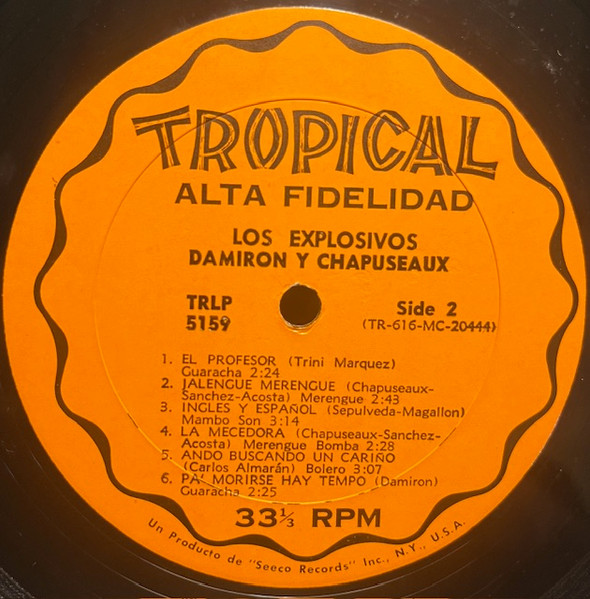 TROPICAL
ALTA FIDELIDAD
LOS EXPLOSIVOS
DAMIRON Y CHAPUSEAUX
TRLP
5159
Side 2
(TR-616-MC-20444)
1. EL PROFESOR (Trini Marquez)
Guaracha 2:24
2. JALENGUE MERENGUE (Chapuseaux-
Sanchez-Acosta) Merengue 2:43
3. INGLES Y ESPAÑOL (Sepulveda-Magallon)
Mambo Son 3:14
4. LA MECEDORA (Chapuseaux-Sanchez-
Acosta) Merengue Bomba 2:28
5. ANDO BUSCANDO UN CARIÑO
(Carlos Almarán) Bolero 3:07
6. PA' MORIRSE HAY TEMPO (Damiron)
Guaracha 2:25
33⅓ RPM
Un Producto de "Seeco Records" Inc., N.Y., U.S.A.